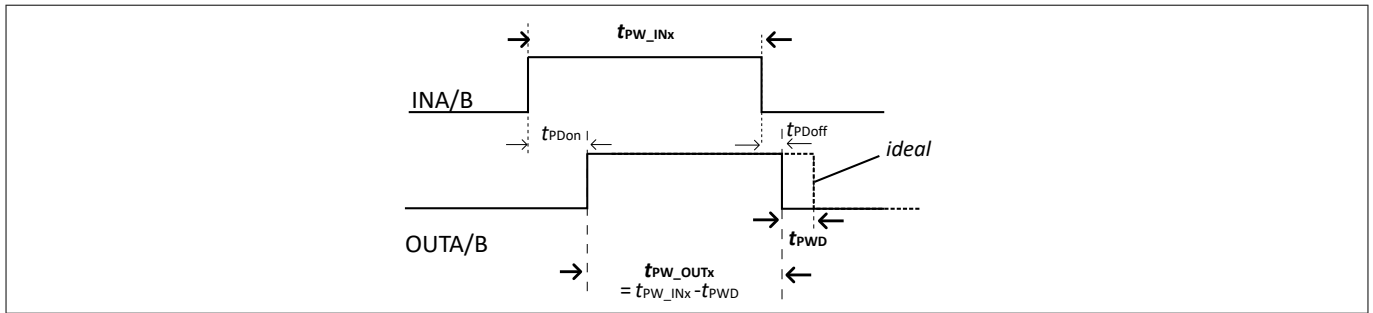 tPW_INx
INA/B
tPDon
tPDoff
ideal
OUTA/B
tPWD
tPW_OUTx
= tPW_INx-tPWD